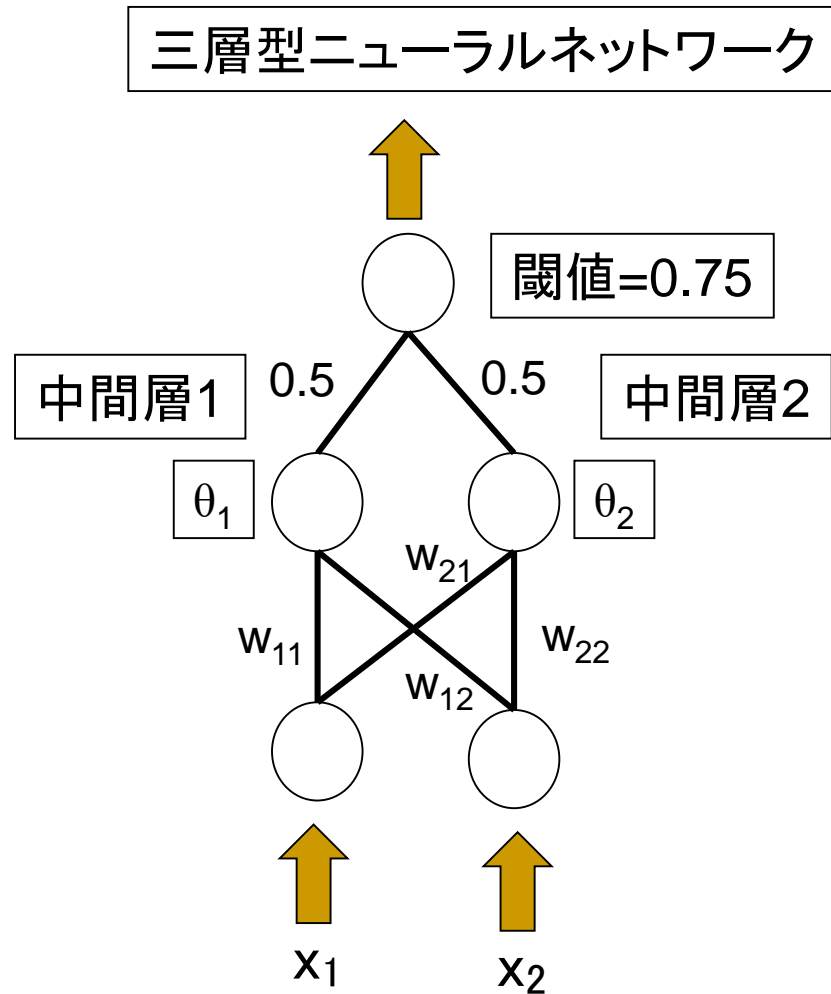 三層型ニューラルネットワーク
閾値=0.75
中間層1 0.5 0.5 中間層2
θ₁ θ₂
w₂₁
w₁₁ w₂₂
w₁₂
x₁ x₂